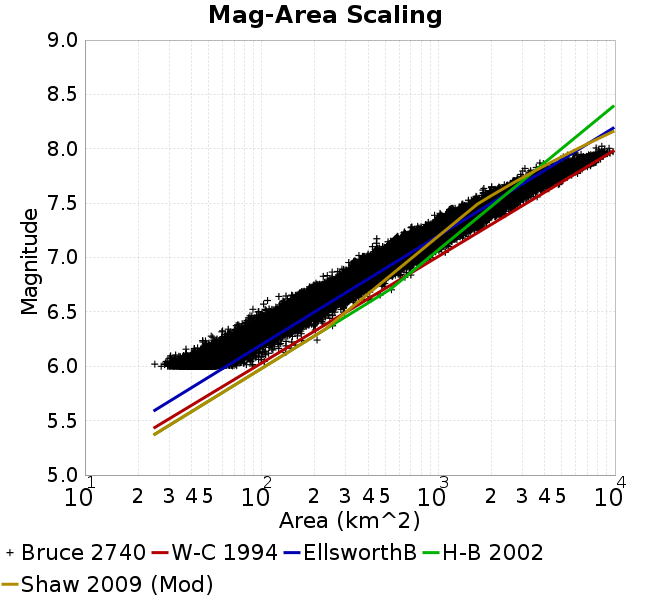 Mag-Area Scaling
Magnitude
9.0
8.5
8.0
7.5
7.0
6.5
6.0
5.5
5.0
10^1 2 3 4 5 10^2 2 3 4 5 10^3 2 3 4 5 10^4
Area (km^2)
Bruce 2740 W-C 1994 EllsworthB H-B 2002
Shaw 2009 (Mod)